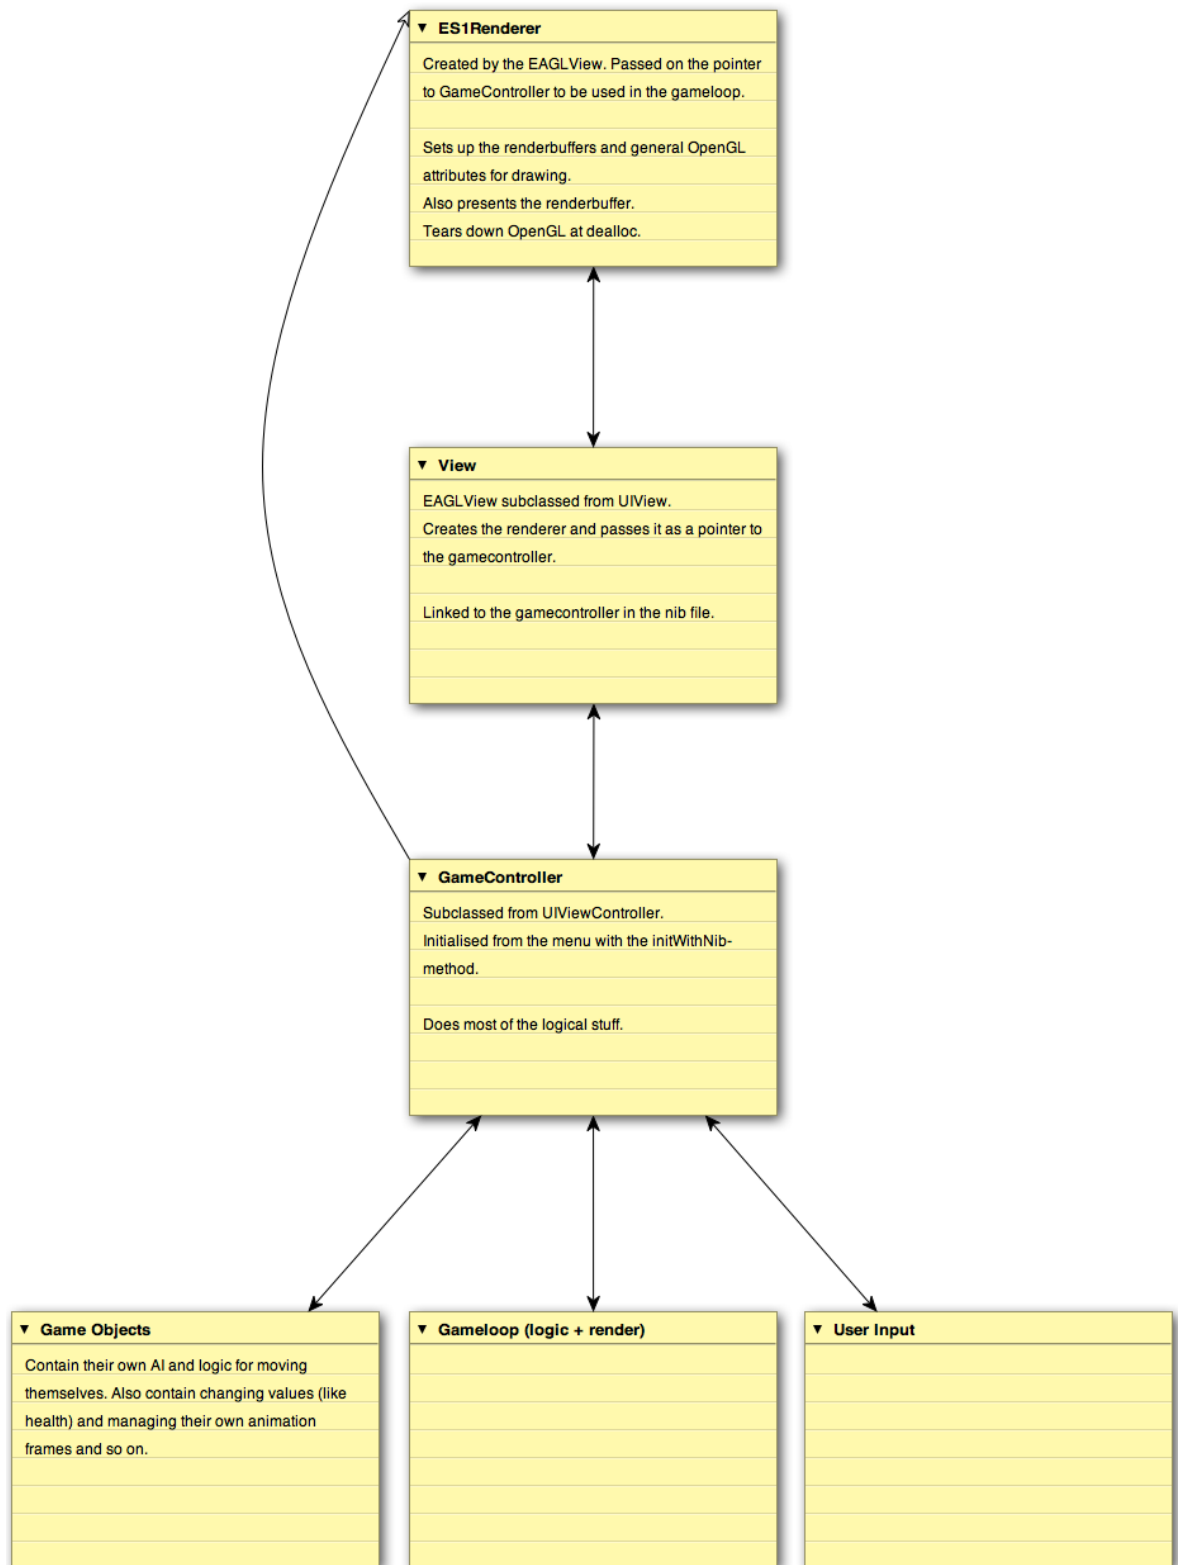 ▼ ES1Renderer
Created by the EAGLView. Passed on the pointer
to GameController to be used in the gameloop.
Sets up the renderbuffers and general OpenGL
attributes for drawing.
Also presents the renderbuffer.
Tears down OpenGL at dealloc.
▼ View
EAGLView subclassed from UIView.
Creates the renderer and passes it as a pointer to
the gamecontroller.
Linked to the gamecontroller in the nib file.
▼ GameController
Subclassed from UIViewController.
Initialised from the menu with the initWithNib-
method.
Does most of the logical stuff.
▼ Game Objects
Contain their own AI and logic for moving
themselves. Also contain changing values (like
health) and managing their own animation
frames and so on.
▼ Gameloop (logic + render)
▼ User Input